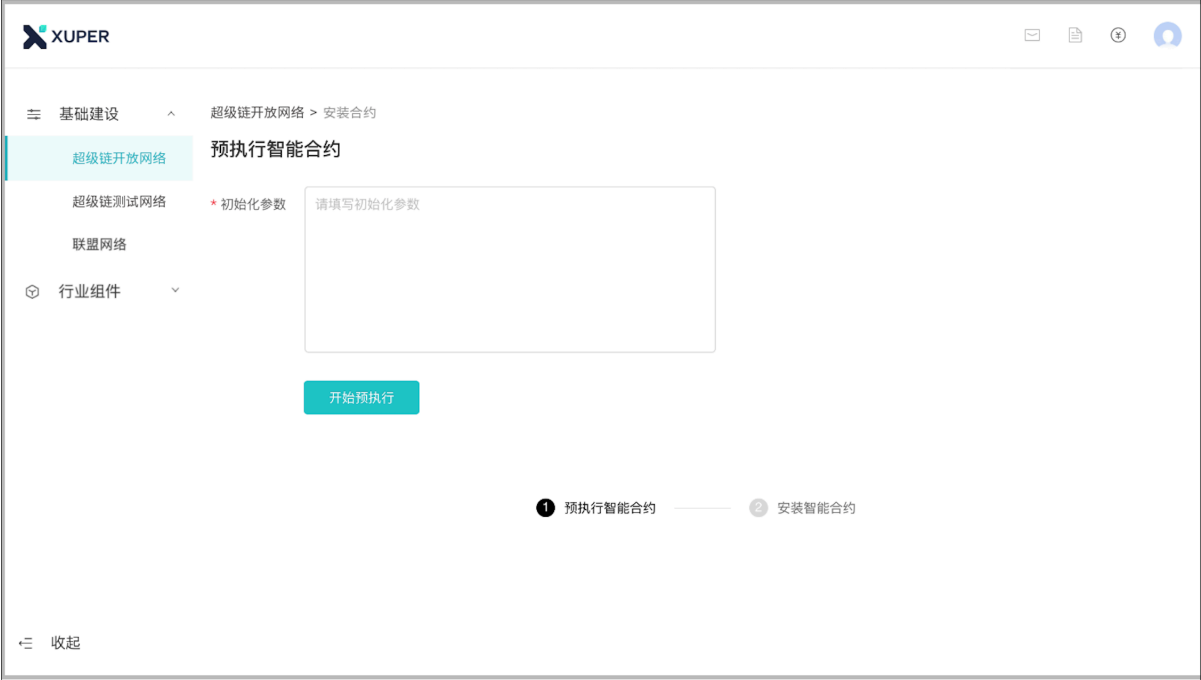 XUPER
基础建设
超级链开放网络
超级链测试网络
联盟网络
行业组件
收起
超级链开放网络 > 安装合约
预执行智能合约
* 初始化参数
请填写初始化参数
开始预执行
1 预执行智能合约
2 安装智能合约